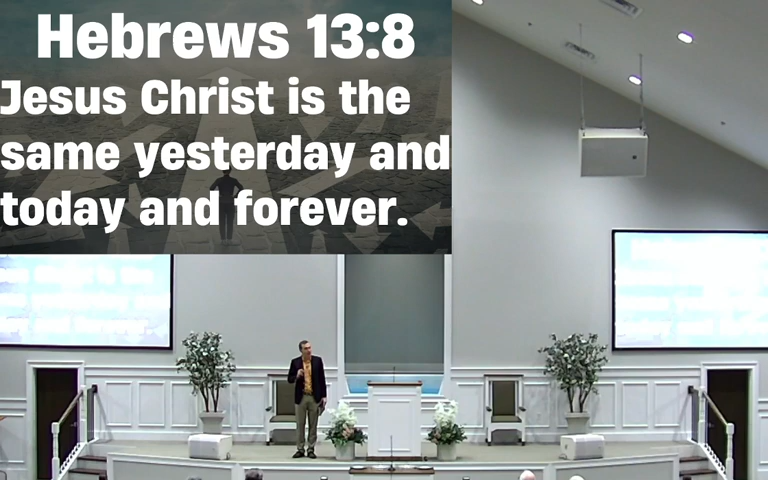 Hebrews 13:8
Jesus Christ is the
same yesterday and
today and forever.